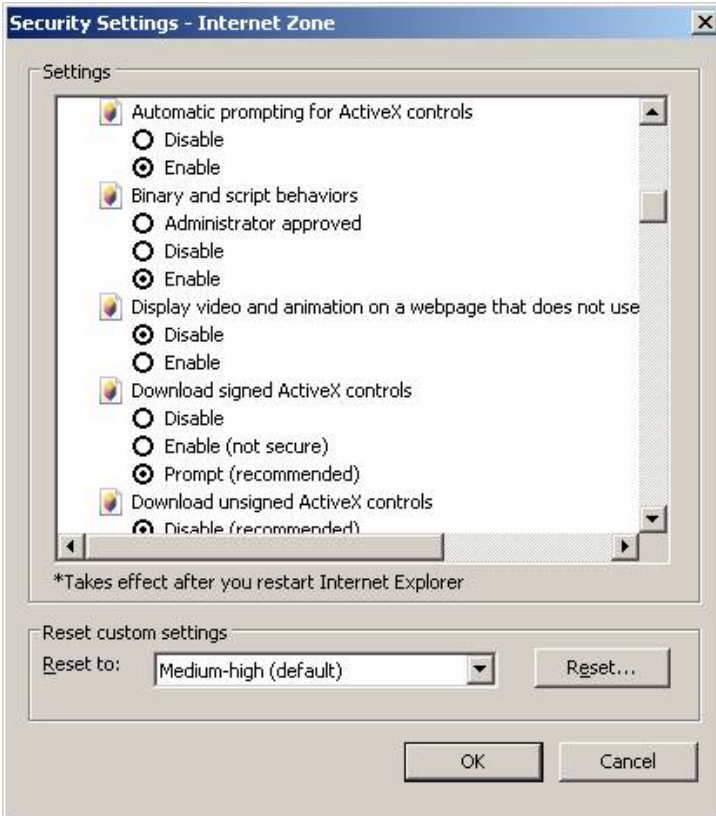 Security Settings - Internet Zone
Settings
Automatic prompting for ActiveX controls
Disable
Enable
Binary and script behaviors
Administrator approved
Disable
Enable
Display video and animation on a webpage that does not use
Disable
Enable
Download signed ActiveX controls
Disable
Enable (not secure)
Prompt (recommended)
Download unsigned ActiveX controls
Disable (recommended)
*Takes effect after you restart Internet Explorer
Reset custom settings
Reset to: Medium-high (default) Reset...
OK Cancel